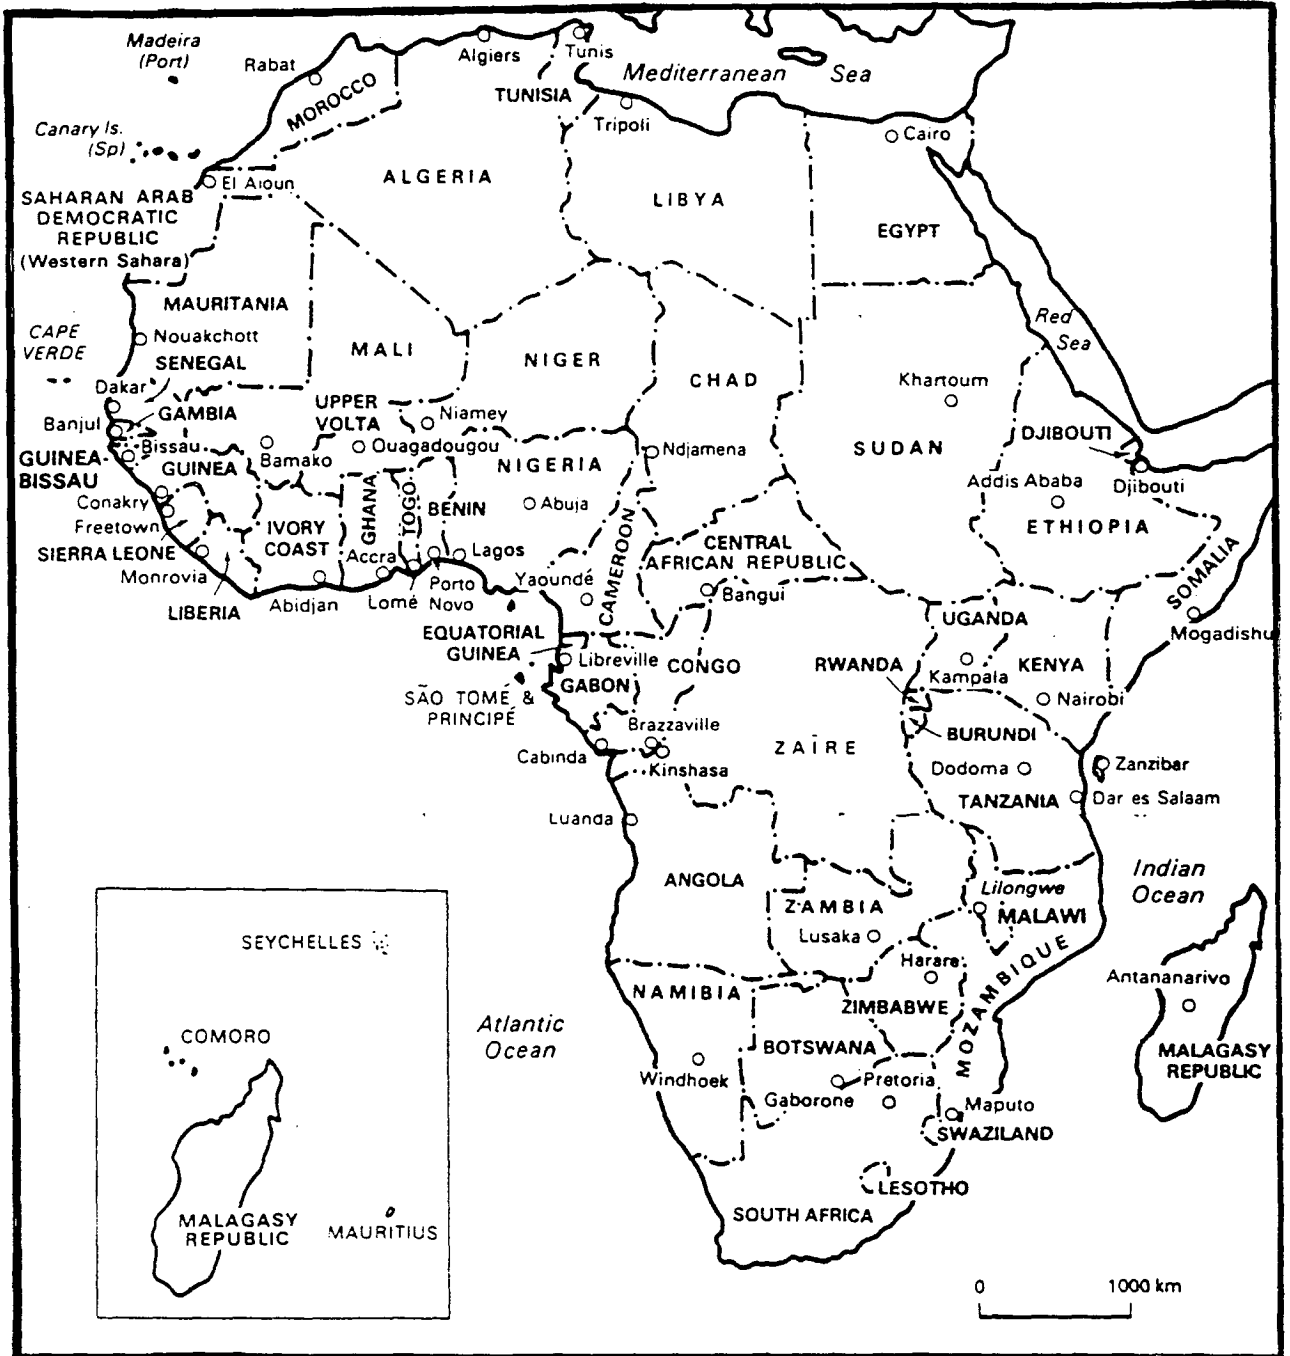 Madeira
(Port)
Rabat
Algiers
Tunis
Mediterranean Sea
MOROCCO
TUNISIA
Tripoli
Cairo
Canary Is.
(Sp)
El Aioun
ALGERIA
LIBYA
EGYPT
SAHARAN ARAB
DEMOCRATIC
REPUBLIC
(Western Sahara)
MAURITANIA
Nouakchott
CAPE
VERDE
MALI
NIGER
CHAD
Red
Sea
SENEGAL
Dakar
GAMBIA
Banjul
Bissau
GUINEA-
BISSAU
GUINEA
Bamako
UPPER
VOLTA
Niamey
Ouagadougou
NIGERIA
Ndjamena
Khartoum
SUDAN
DJIBOUTI
Djibouti
Addis Ababa
ETHIOPIA
SOMALIA
Conakry
Freetown
SIERRA LEONE
Monrovia
LIBERIA
IVORY
COAST
Abidjan
GHANA
Accra
TOGO
Lomé
BENIN
Porto
Novo
Lagos
Abuja
CAMEROON
Yaoundé
CENTRAL
AFRICAN REPUBLIC
Bangui
EQUATORIAL
GUINEA
Libreville
GABON
CONGO
SÃO TOMÉ &
PRINCIPÉ
Brazzaville
Cabinda
Kinshasa
ZAÏRE
UGANDA
Kampala
KENYA
Nairobi
Mogadishu
RWANDA
BURUNDI
Dodoma
TANZANIA
Zanzibar
Dar es Salaam
Luanda
ANGOLA
ZAMBIA
Lusaka
Lilongwe
MALAWI
Indian
Ocean
MOZAMBIQUE
Harare
ZIMBABWE
NAMIBIA
Windhoek
BOTSWANA
Gaborone
Pretoria
Maputo
SWAZILAND
LESOTHO
SOUTH AFRICA
Atlantic
Ocean
Antananarivo
MALAGASY
REPUBLIC
SEYCHELLES
COMORO
MALAGASY
REPUBLIC
MAURITIUS
0 1000 km